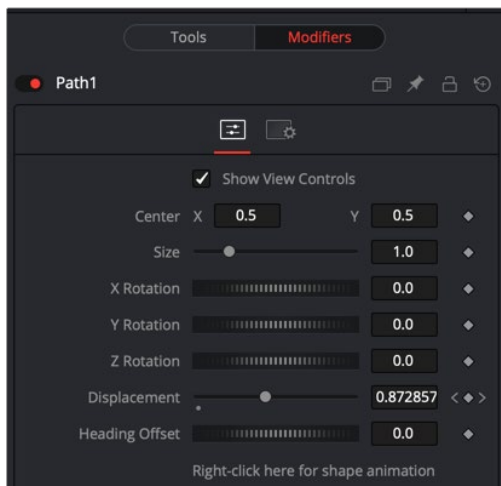 Tools Modifiers
Path1
Show View Controls
Center X 0.5 Y 0.5
Size 1.0
X Rotation 0.0
Y Rotation 0.0
Z Rotation 0.0
Displacement 0.872857
Heading Offset 0.0
Right-click here for shape animation